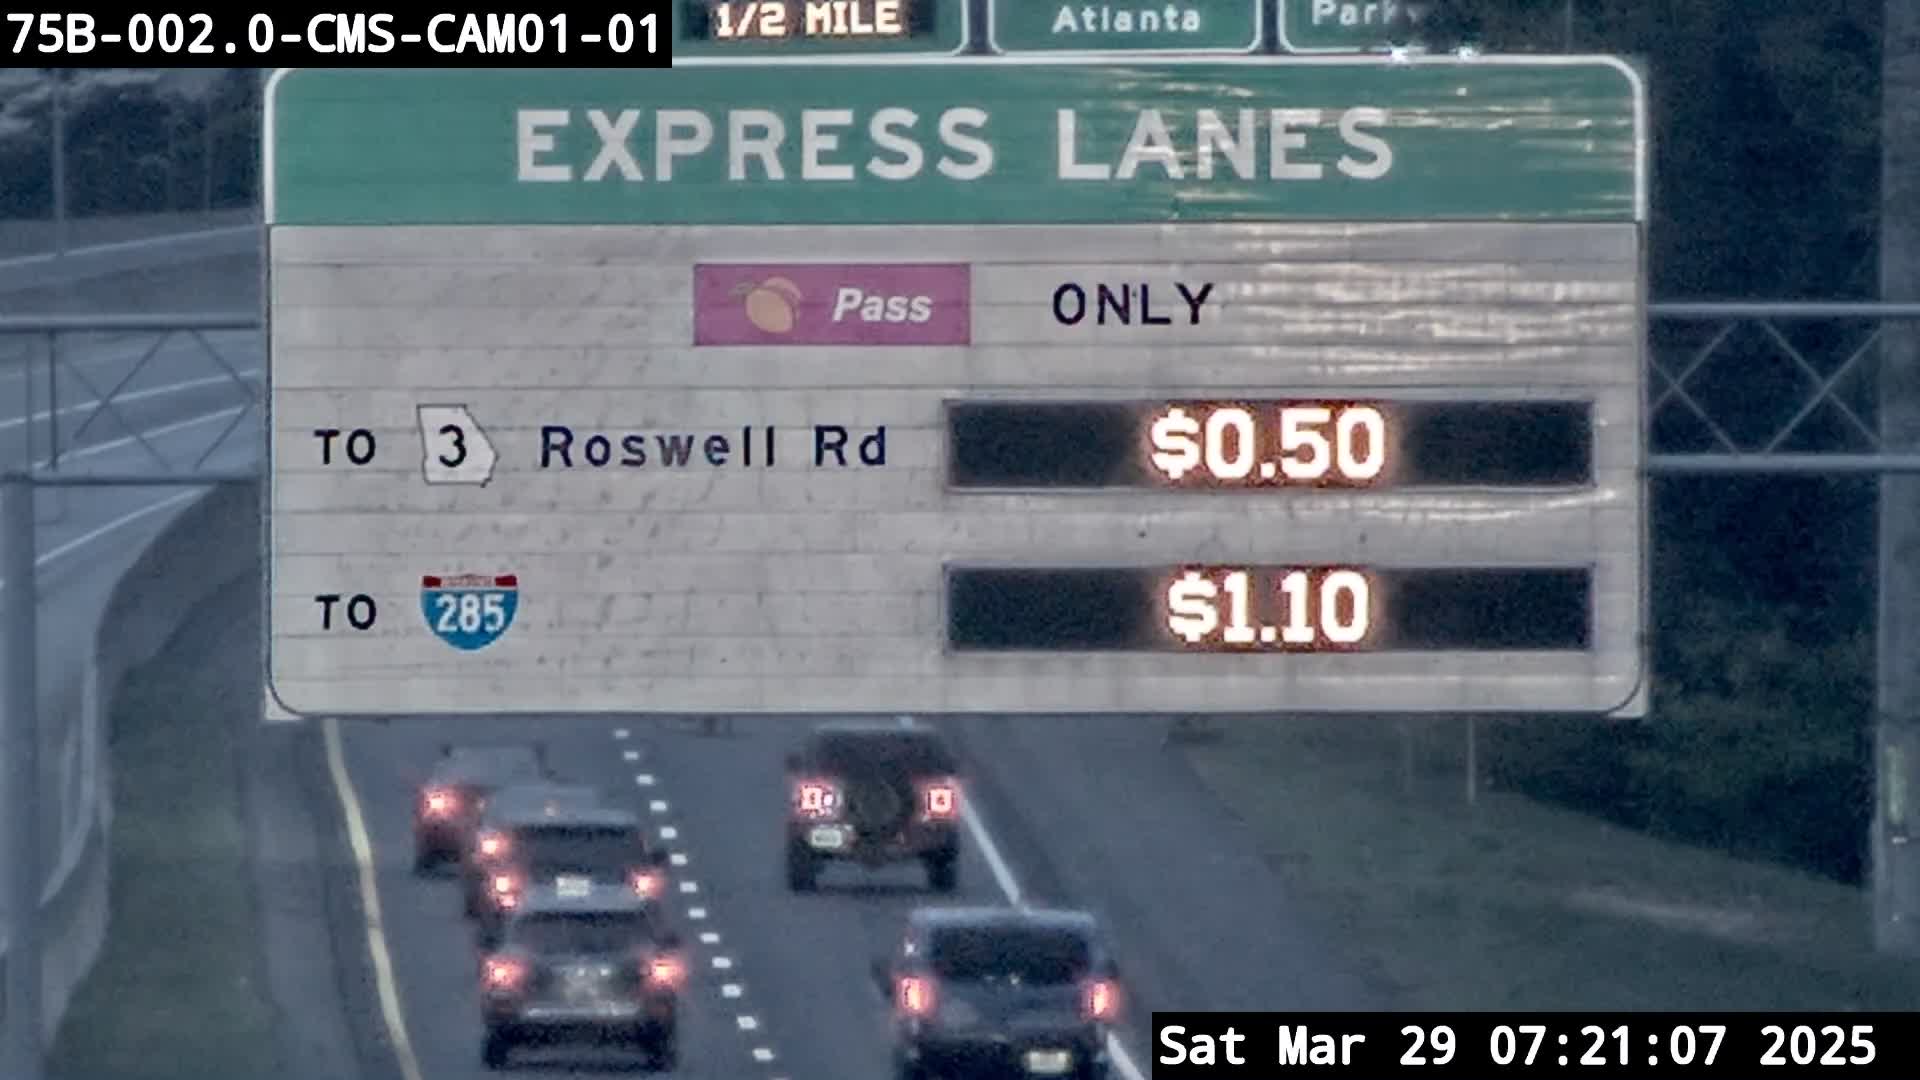 75B-002.0-CMS-CAM01-01
1/2 MILE
Atlanta
EXPRESS LANES
Pass ONLY
TO 3 Roswell Rd $0.50
TO 285 $1.10
Sat Mar 29 07:21:07 2025